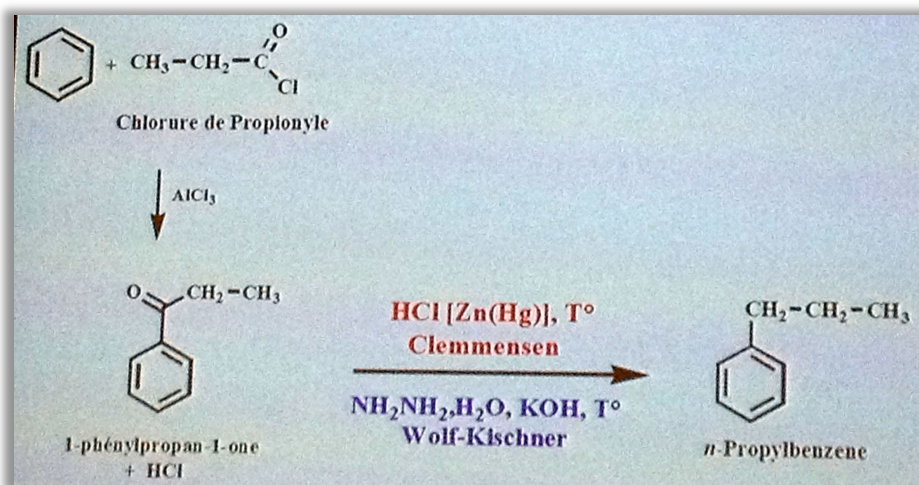 + CH₃-CH₂-C
O
Cl
Chlorure de Propionyle
AlCl₃
O
CH₂-CH₃
1-phénylpropan-1-one
+ HCl
HCl [Zn(Hg)], T°
Clemmensen
NH₂NH₂,H₂O, KOH, T°
Wolf-Kischner
CH₂-CH₂-CH₃
n-Propylbenzene